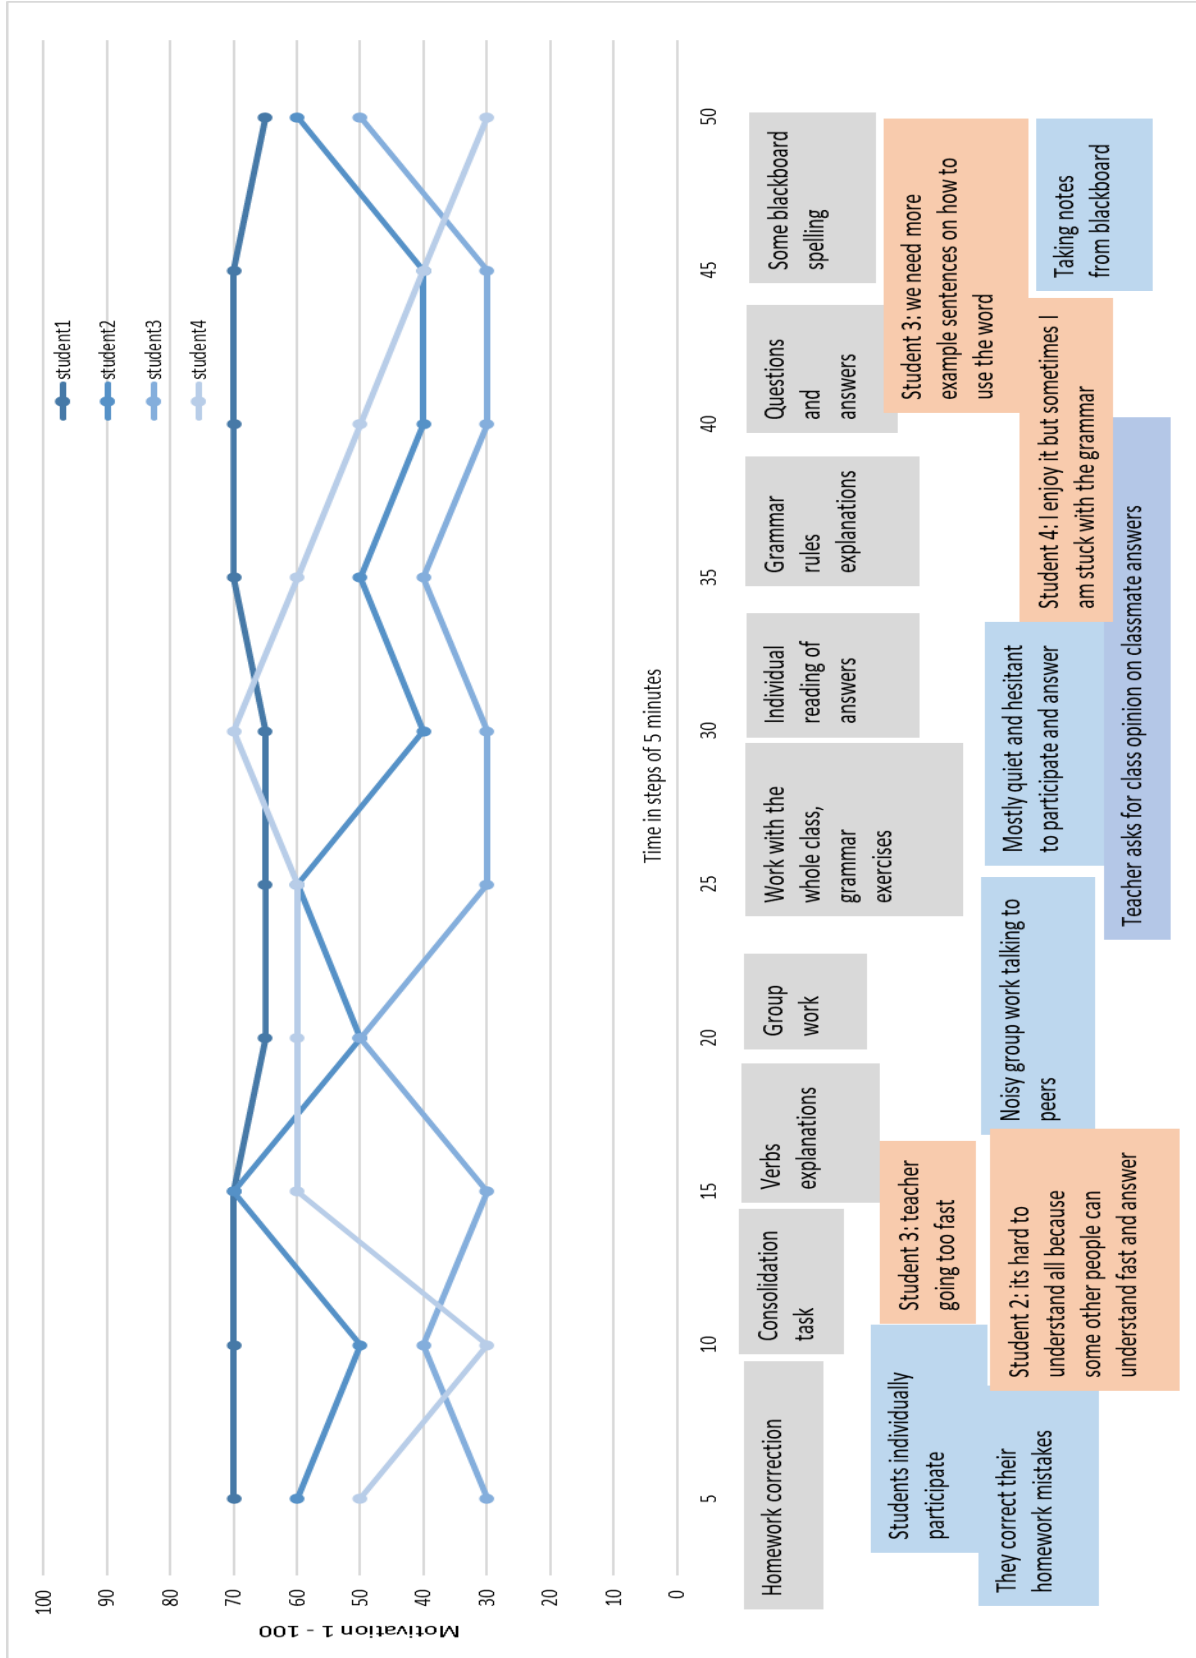 100
90
80
70
60
50
40
30
20
10
0
Motivation 1 - 100
student1
student2
student3
student4
5
10
15
20
25
30
35
40
45
50
Time in steps of 5 minutes
Homework correction
Consolidation
task
Verbs
explanations
Group
work
Work with the
whole class,
grammar
exercises
Individual
reading of
answers
Grammar
rules
explanations
Questions
and
answers
Some blackboard
spelling
Students individually
participate
They correct their
homework mistakes
Student 3: teacher
going too fast
Student 2: its hard to
understand all because
some other people can
understand fast and answer
Noisy group work talking to
peers
Mostly quiet and hesitant
to participate and answer
Teacher asks for class opinion on classmate answers
Student 4: I enjoy it but sometimes I
am stuck with the grammar
Student 3: we need more
example sentences on how to
use the word
Taking notes
from blackboard